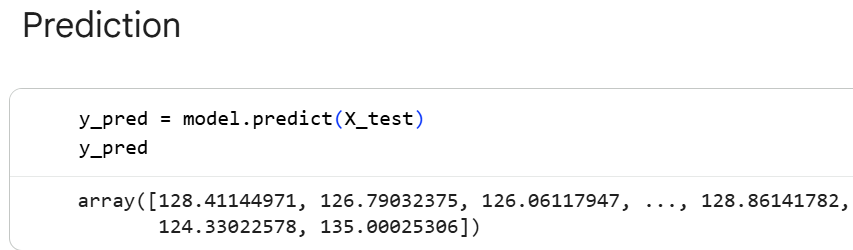 Prediction
y_pred = model.predict(X_test)
y_pred
array([128.41144971, 126.79032375, 126.06117947, ..., 128.86141782,
124.33022578, 135.00025306])